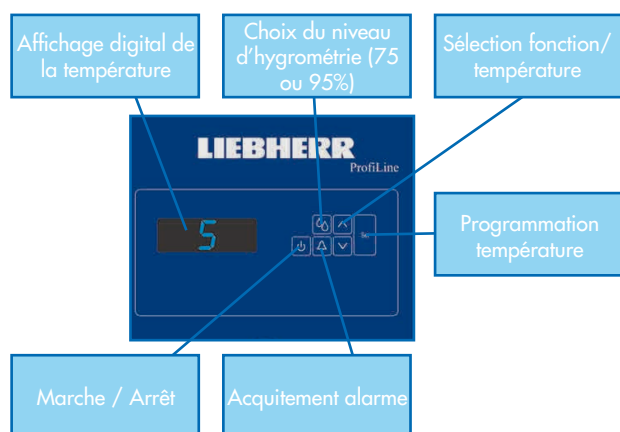 Affichage digital de
la température
Choix du niveau
d'hygrométrie (75
ou 95%)
Sélection fonction/
température
LIEBHERR
ProfiLine
5
Programmation
température
Marche / Arrêt
Acquitement alarme